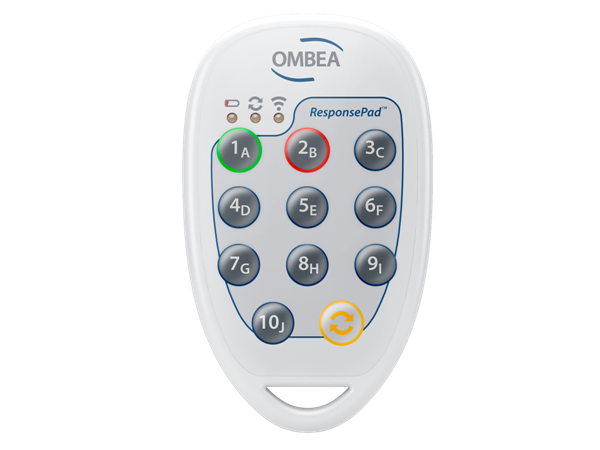 OMBEA
ResponsePad™
1A 2B 3C
4D 5E 6F
7G 8H 9I
10J